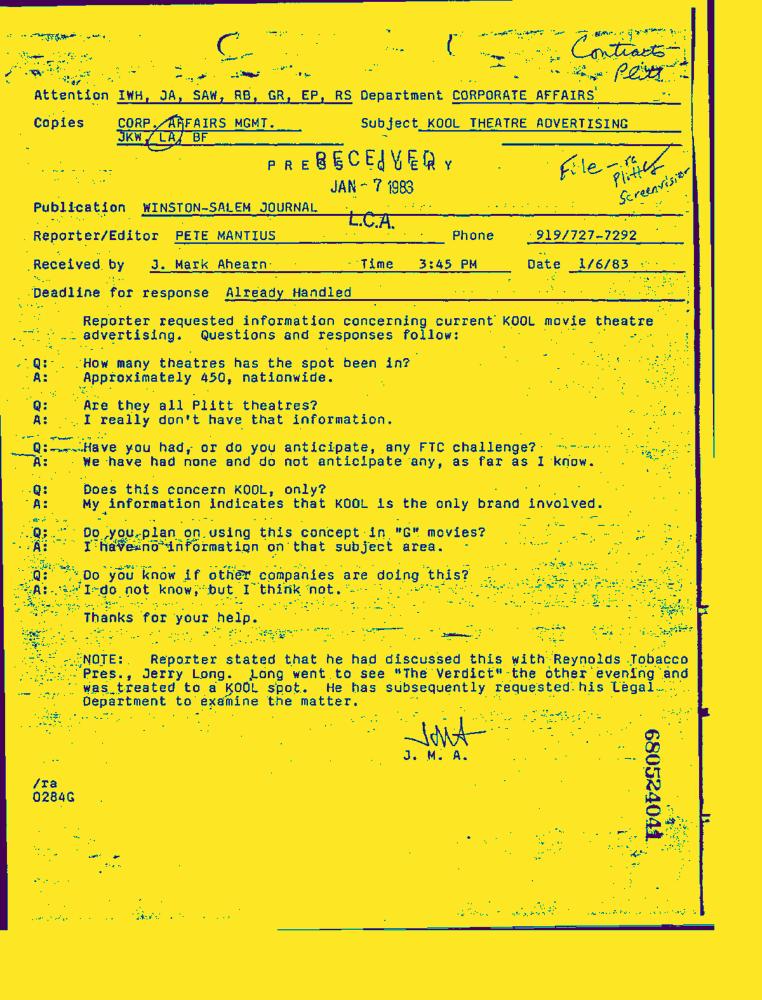 Contracts-
Plitt
Attention IWH, JA, SAW, RB, GR, EP, RS Department CORPORATE AFFAIRS
Copies CORP. AFFAIRS MGMT. Subject KOOL THEATRE ADVERTISING
JKW, LA, BF
PRESS QUERY
RECEIVED
JAN - 7 1983
L.C.A.
File - re
Plitt
Screenvision
Publication WINSTON-SALEM JOURNAL
Reporter/Editor PETE MANTIUS Phone 919/727-7292
Received by J. Mark Ahearn Time 3:45 PM Date 1/6/83
Deadline for response Already Handled
Reporter requested information concerning current KOOL movie theatre
advertising. Questions and responses follow:
Q: How many theatres has the spot been in?
A: Approximately 450, nationwide.
Q: Are they all Plitt theatres?
A: I really don't have that information.
Q: Have you had, or do you anticipate, any FTC challenge?
A: We have had none and do not anticipate any, as far as I know.
Q: Does this concern KOOL, only?
A: My information indicates that KOOL is the only brand involved.
Q: Do you plan on using this concept in "G" movies?
A: I have no information on that subject area.
Q: Do you know if other companies are doing this?
A: I do not know, but I think not.
Thanks for your help.
NOTE: Reporter stated that he had discussed this with Reynolds Tobacco
Pres., Jerry Long. Long went to see "The Verdict" the other evening and
was treated to a KOOL spot. He has subsequently requested his Legal
Department to examine the matter.
JMA
J. M. A.
/ra
0284G
680524041